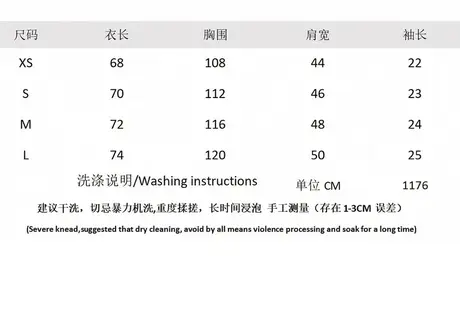 尺码 衣长 胸围 肩宽 袖长
XS 68 108 44 22
S 70 112 46 23
M 72 116 48 24
L 74 120 50 25
洗涤说明/Washing instructions 单位 CM 1176
建议干洗，切忌暴力机洗,重度揉搓，长时间浸泡 手工测量（存在 1-3CM 误差）
(Severe knead,suggested that dry cleaning, avoid by all means violence processing and soak for a long time)